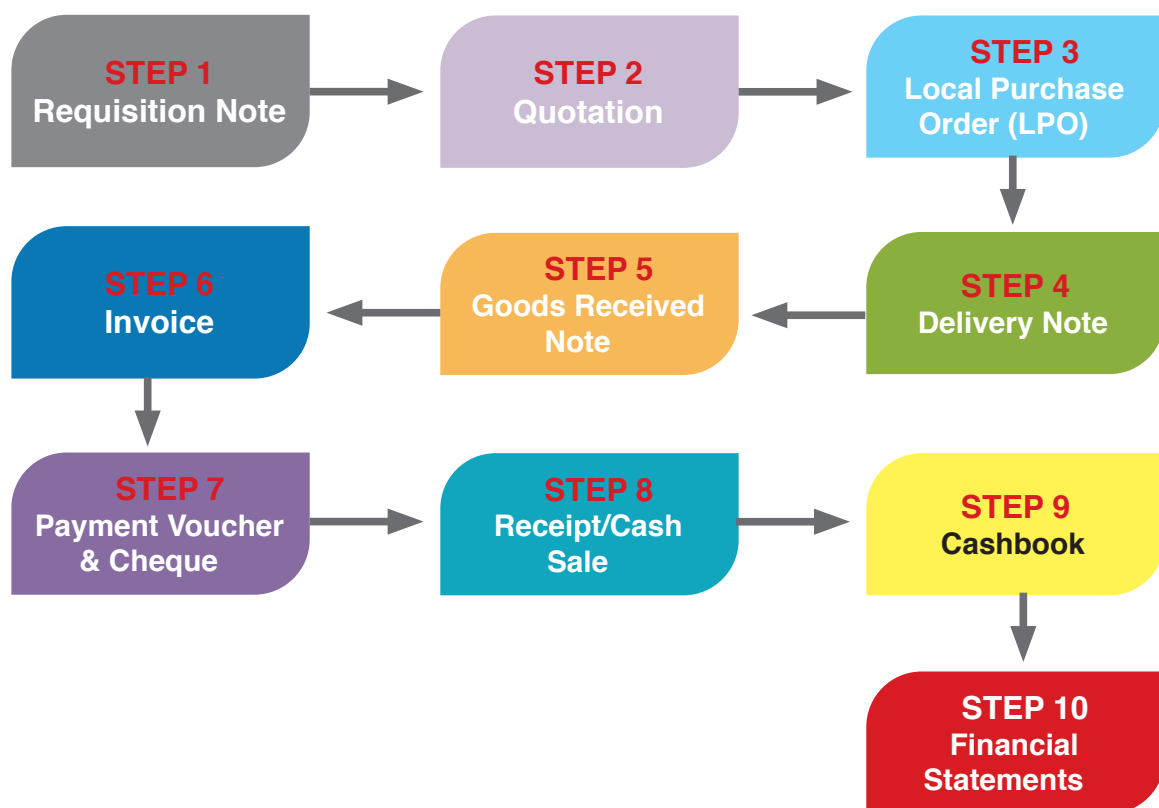 STEP 1
Requisition Note
STEP 2
Quotation
STEP 3
Local Purchase
Order (LPO)
STEP 4
Delivery Note
STEP 5
Goods Received
Note
STEP 6
Invoice
STEP 7
Payment Voucher
& Cheque
STEP 8
Receipt/Cash
Sale
STEP 9
Cashbook
STEP 10
Financial
Statements